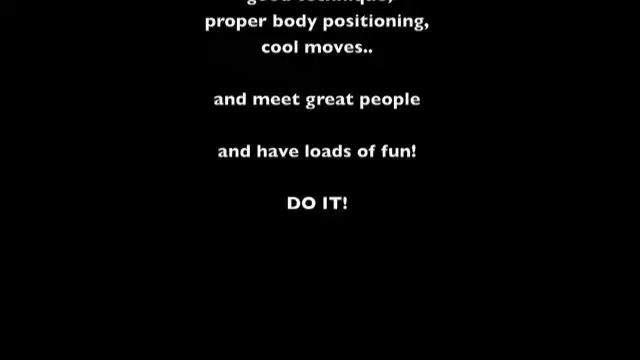 good technique,
proper body positioning,
cool moves..
and meet great people
and have loads of fun!
DO IT!